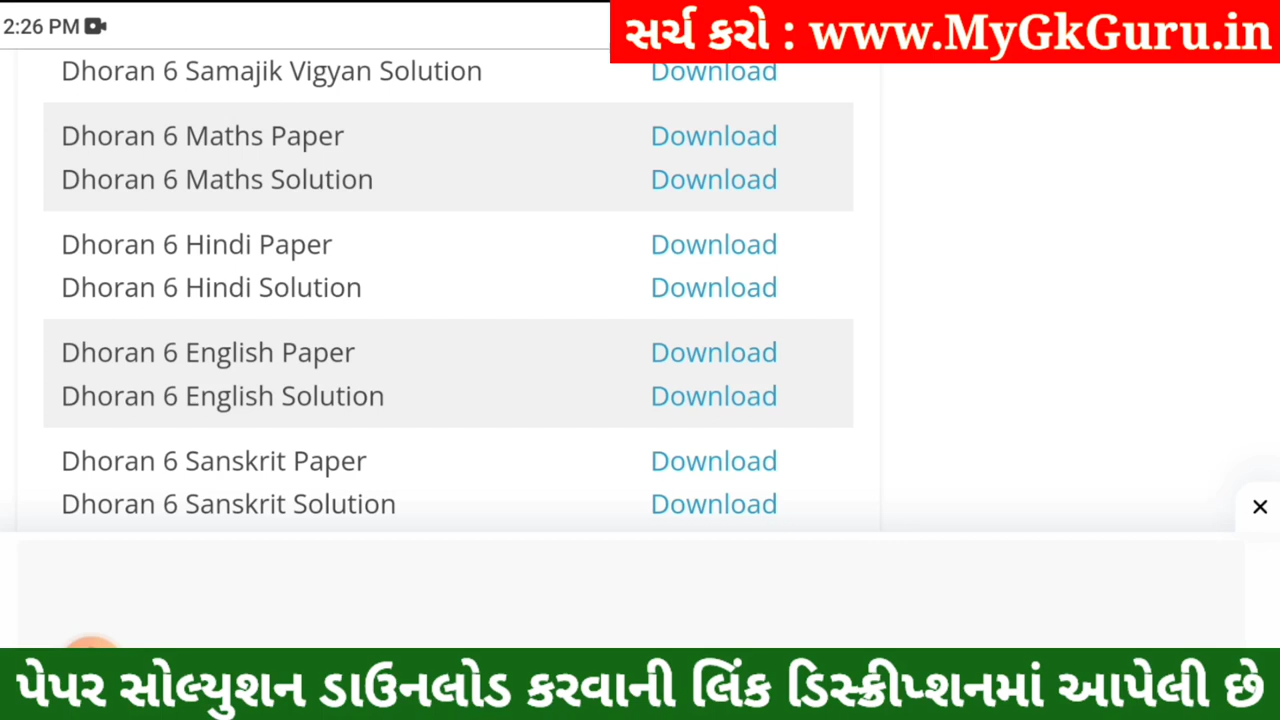 2:26 PM
સર્ચ કરો : www.MyGkGuru.in
Dhoran 6 Samajik Vigyan Solution Download
Dhoran 6 Maths Paper Download
Dhoran 6 Maths Solution Download
Dhoran 6 Hindi Paper Download
Dhoran 6 Hindi Solution Download
Dhoran 6 English Paper Download
Dhoran 6 English Solution Download
Dhoran 6 Sanskrit Paper Download
Dhoran 6 Sanskrit Solution Download
પેપર સોલ્યુશન ડાઉનલોડ કરવાની લિંક ડિસ્ક્રીપ્શનમાં આપેલી છે